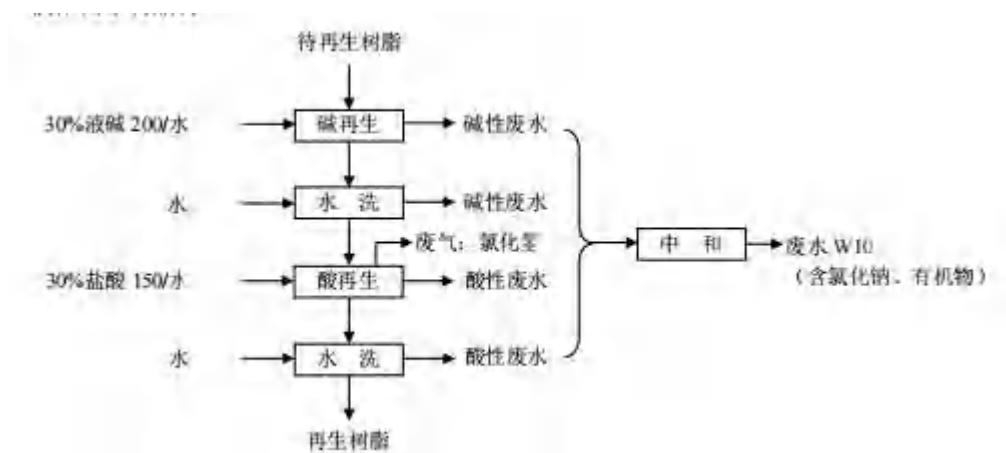 待再生树脂
30%液碱 200/水
碱再生
碱性废水
水
水 洗
碱性废水
废气：氯化氢
30%盐酸 150/水
酸再生
酸性废水
中 和
废水 W10
（含氯化钠、有机物）
水
水 洗
酸性废水
再生树脂